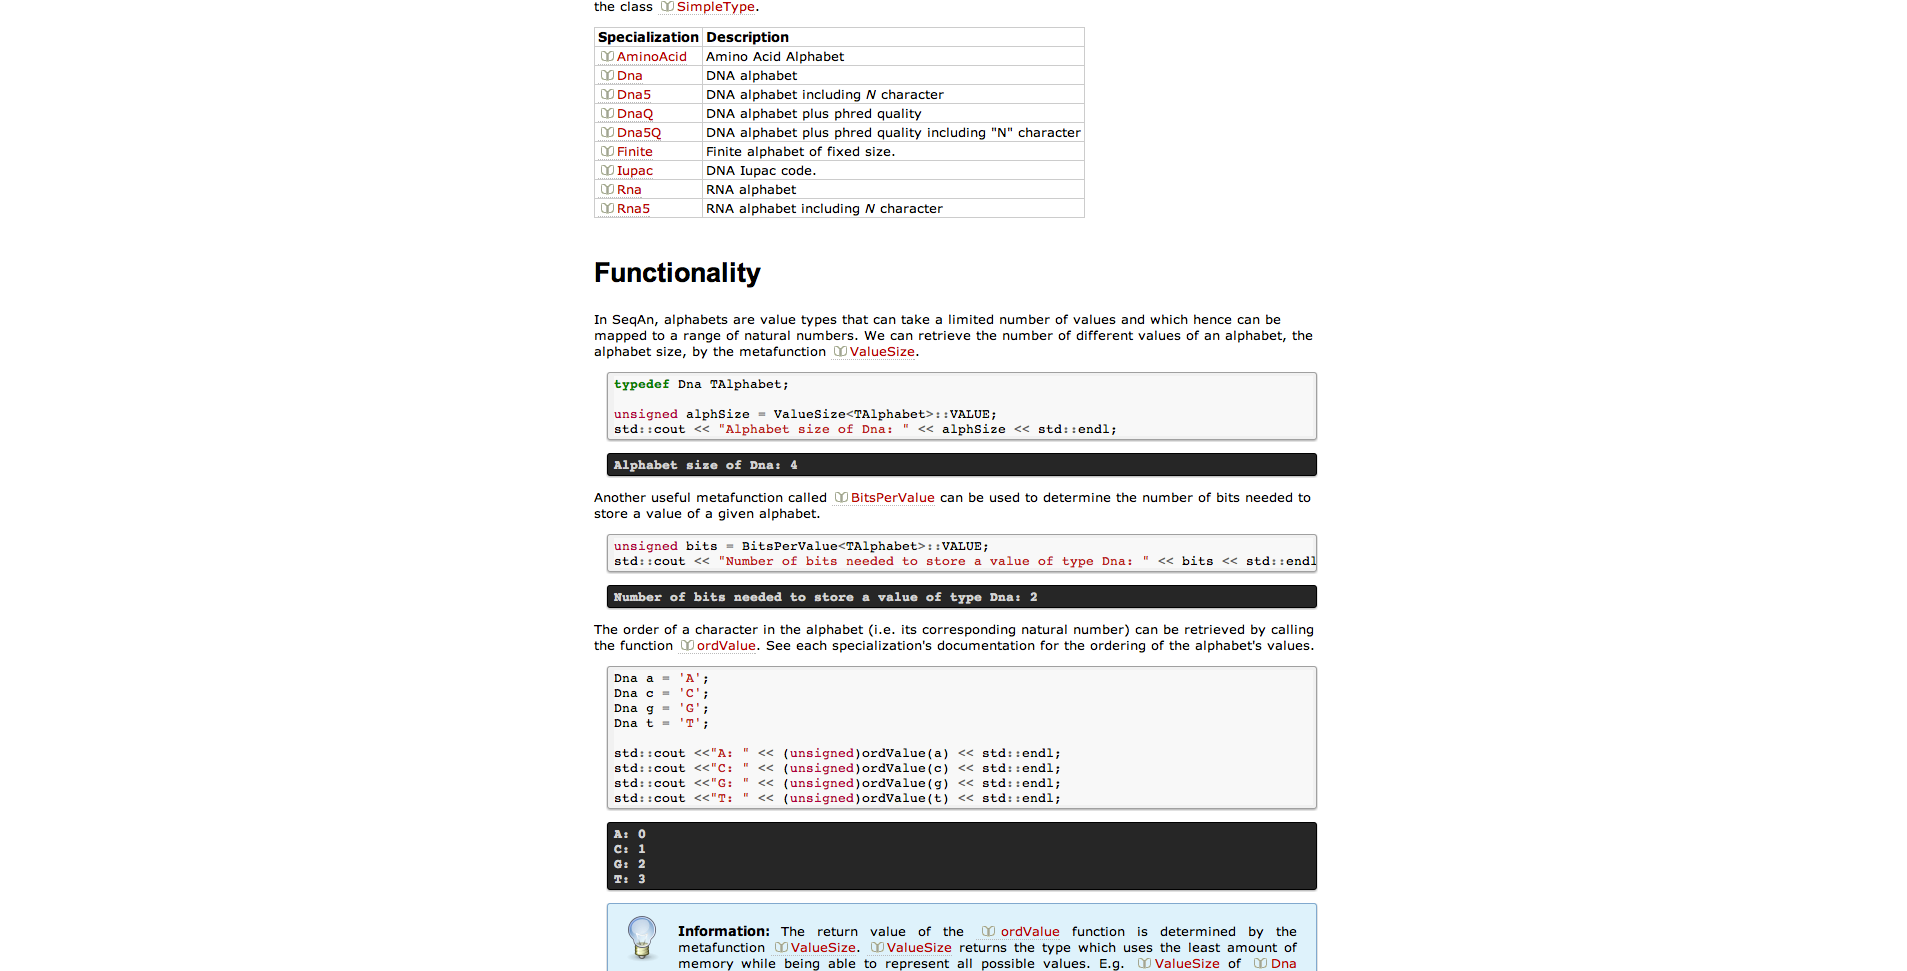 the class SimpleType.
Specialization Description
AminoAcid Amino Acid Alphabet
Dna DNA alphabet
Dna5 DNA alphabet including N character
DnaQ DNA alphabet plus phred quality
Dna5Q DNA alphabet plus phred quality including "N" character
Finite Finite alphabet of fixed size.
Iupac DNA Iupac code.
Rna RNA alphabet
Rna5 RNA alphabet including N character
Functionality
In SeqAn, alphabets are value types that can take a limited number of values and which hence can be
mapped to a range of natural numbers. We can retrieve the number of different values of an alphabet, the
alphabet size, by the metafunction ValueSize.
typedef Dna TAlphabet;
unsigned alphSize = ValueSize<TAlphabet>::VALUE;
std::cout << "Alphabet size of Dna: " << alphSize << std::endl;
Alphabet size of Dna: 4
Another useful metafunction called BitsPerValue can be used to determine the number of bits needed to
store a value of a given alphabet.
unsigned bits = BitsPerValue<TAlphabet>::VALUE;
std::cout << "Number of bits needed to store a value of type Dna: " << bits << std::endl
Number of bits needed to store a value of type Dna: 2
The order of a character in the alphabet (i.e. its corresponding natural number) can be retrieved by calling
the function ordValue. See each specialization's documentation for the ordering of the alphabet's values.
Dna a = 'A';
Dna c = 'C';
Dna g = 'G';
Dna t = 'T';
std::cout <<"A: " << (unsigned)ordValue(a) << std::endl;
std::cout <<"C: " << (unsigned)ordValue(c) << std::endl;
std::cout <<"G: " << (unsigned)ordValue(g) << std::endl;
std::cout <<"T: " << (unsigned)ordValue(t) << std::endl;
A: 0
C: 1
G: 2
T: 3
Information: The return value of the ordValue function is determined by the
metafunction ValueSize. ValueSize returns the type which uses the least amount of
memory while being able to represent all possible values. E.g. ValueSize of Dna